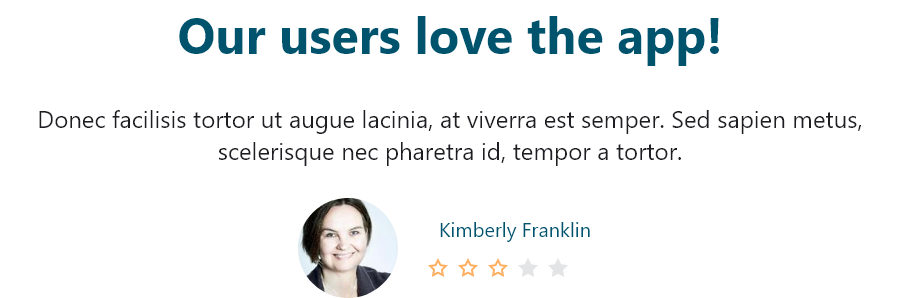 Our users love the app!
Donec facilisis tortor ut augue lacinia, at viverra est semper. Sed sapien metus,
scelerisque nec pharetra id, tempor a tortor.
Kimberly Franklin